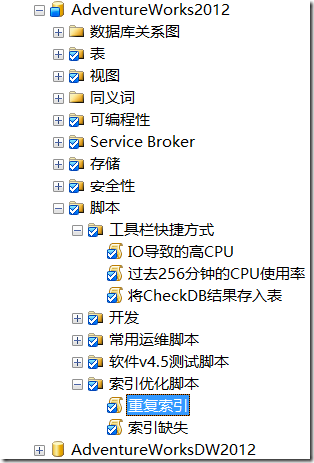 AdventureWorks2012
数据库关系图
表
视图
同义词
可编程性
Service Broker
存储
安全性
脚本
工具栏快捷方式
IO导致的高CPU
过去256分钟的CPU使用率
将CheckDB结果存入表
开发
常用运维脚本
软件v4.5测试脚本
索引优化脚本
重复索引
索引缺失
AdventureWorksDW2012